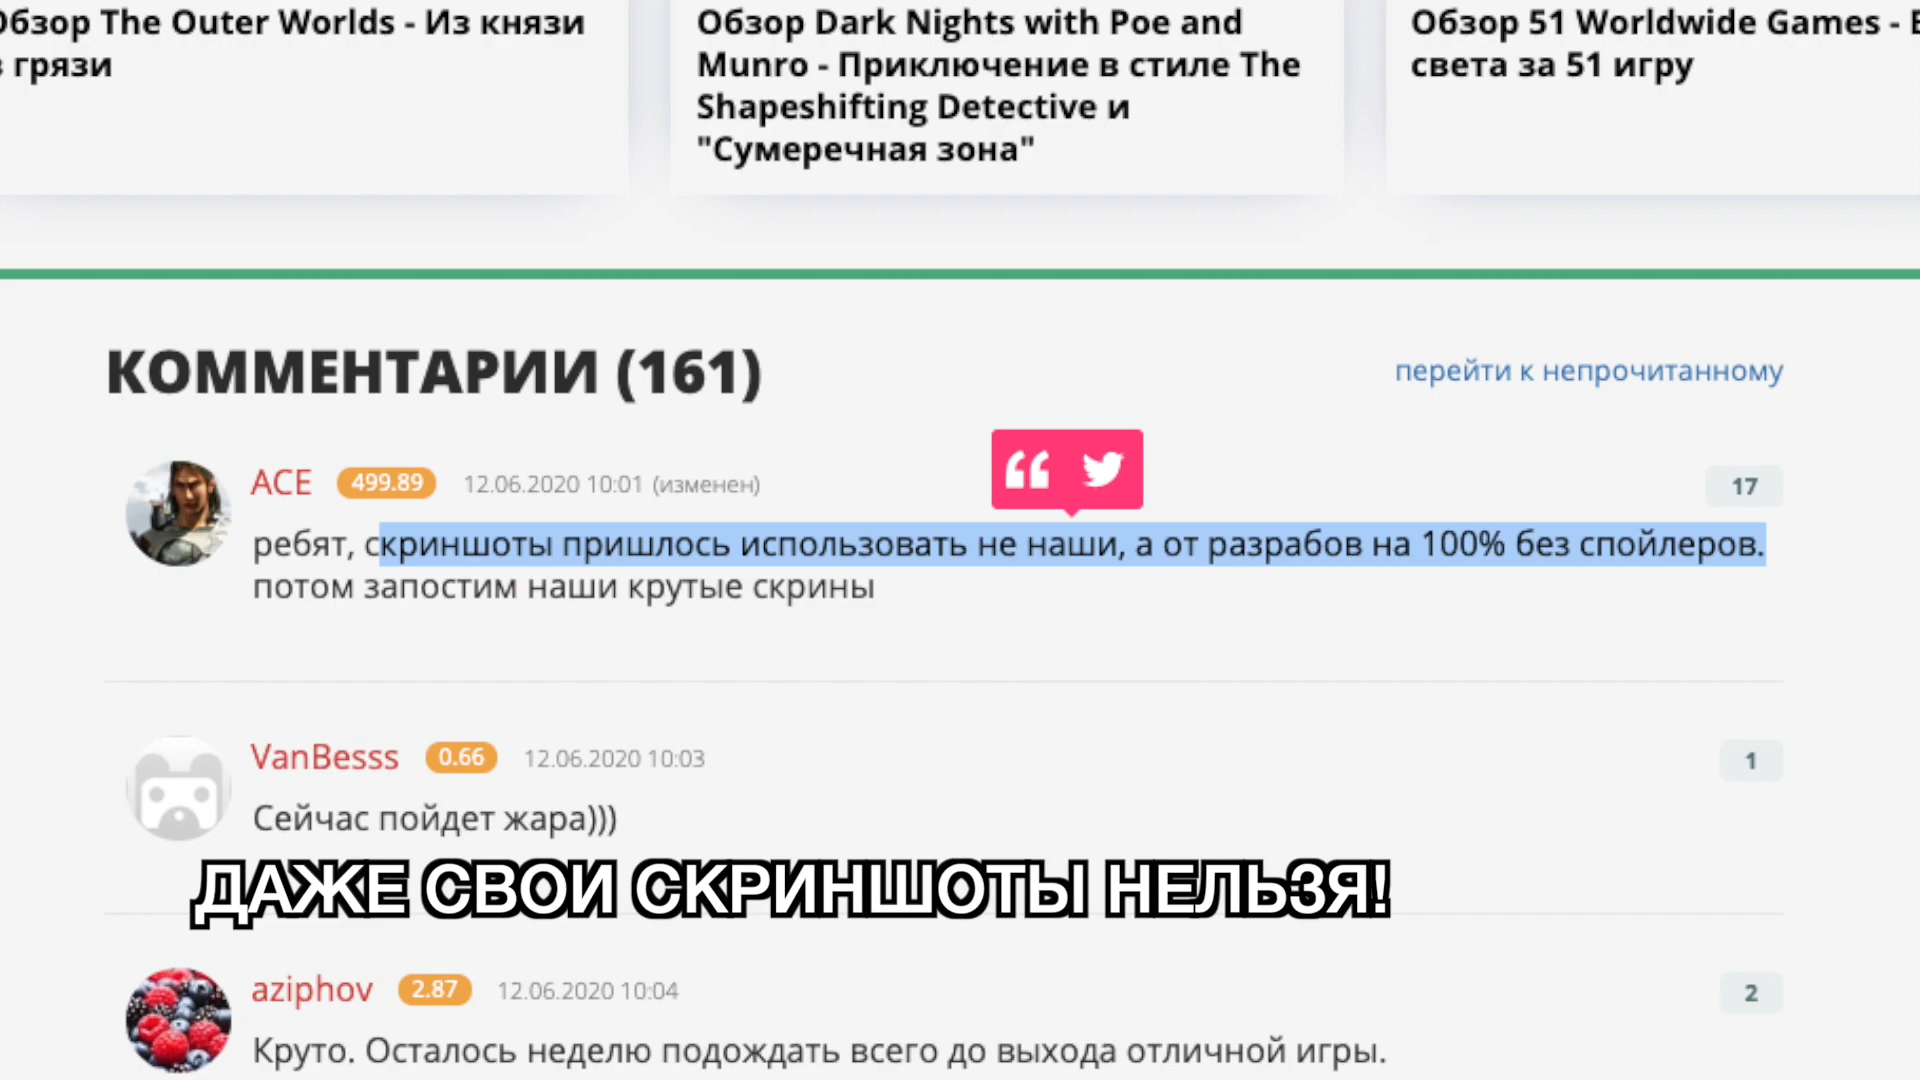 Обзор The Outer Worlds - Из князи
в грязи
Обзор Dark Nights with Poe and
Munro - Приключение в стиле The
Shapeshifting Detective и
"Сумеречная зона"
Обзор 51 Worldwide Games -
света за 51 игру
КОММЕНТАРИИ (161)
перейти к непрочитанному
ACE 499.89 12.06.2020 10:01 (изменен)
17
ребят, скриншоты пришлось использовать не наши, а от разрабов на 100% без спойлеров.
потом запостим наши крутые скрины
VanBesss 0.66 12.06.2020 10:03
1
Сейчас пойдет жара)))
ДАЖЕ СВОИ СКРИНШОТЫ НЕЛЬЗЯ!
aziphov 2.87 12.06.2020 10:04
2
Круто. Осталось неделю подождать всего до выхода отличной игры.